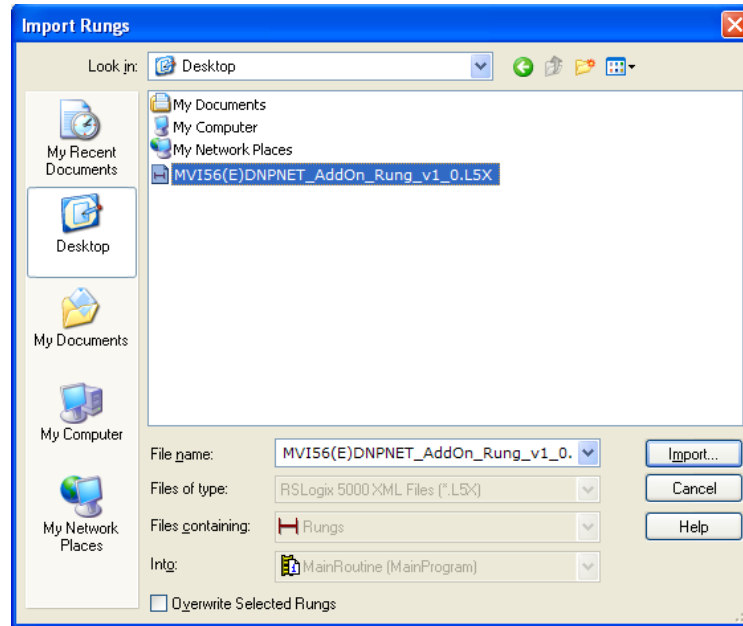 Import Rungs
Look in:
Desktop
My Recent
Documents
Desktop
My Documents
My Computer
My Network
Places
My Documents
My Computer
My Network Places
MVI56(E)DNPNET_AddOn_Rung_v1_0.L5X
File name:
MVI56(E)DNPNET_AddOn_Rung_v1_0.
Import...
Files of type:
RSLogix 5000 XML Files (*.L5X)
Cancel
Files containing:
Rungs
Help
Into:
MainRoutine (MainProgram)
Overwrite Selected Rungs